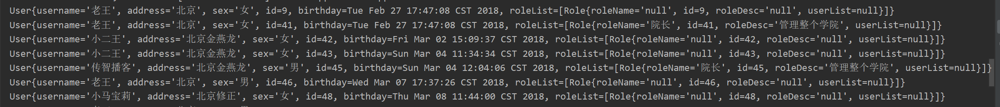 User{username='老王', address='北京', sex='女', id=9, birthday=Tue Feb 27 17:47:08 CST 2018, roleList=[Role{roleName='null', id=9, roleDesc='null', userList=null}]}
User{username='老王', address='北京', sex='女', id=41, birthday=Tue Feb 27 17:47:08 CST 2018, roleList=[Role{roleName='院长', id=41, roleDesc='管理整个学院', userList=null}]}
User{username='小二王', address='北京金燕龙', sex='女', id=42, birthday=Fri Mar 02 15:09:37 CST 2018, roleList=[Role{roleName='null', id=42, roleDesc='null', userList=null}]}
User{username='小二王', address='北京金燕龙', sex='女', id=43, birthday=Sun Mar 04 11:34:34 CST 2018, roleList=[Role{roleName='null', id=43, roleDesc='null', userList=null}]}
User{username='传智播客', address='北京金燕龙', sex='男', id=45, birthday=Sun Mar 04 12:04:06 CST 2018, roleList=[Role{roleName='院长', id=45, roleDesc='管理整个学院', userList=null}]}
User{username='老王', address='北京', sex='男', id=46, birthday=Wed Mar 07 17:37:26 CST 2018, roleList=[Role{roleName='null', id=46, roleDesc='null', userList=null}]}
User{username='小马宝莉', address='北京修正', sex='女', id=48, birthday=Thu Mar 08 11:44:00 CST 2018, roleList=[Role{roleName='null', id=48, roleDesc='null', userList=null}]}